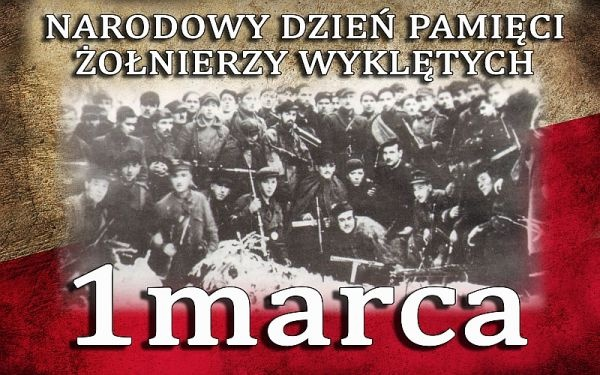 NARODOWY DZIEŃ PAMIĘCI
ŻOŁNIERZY WYKLĘTYCH
1 marca